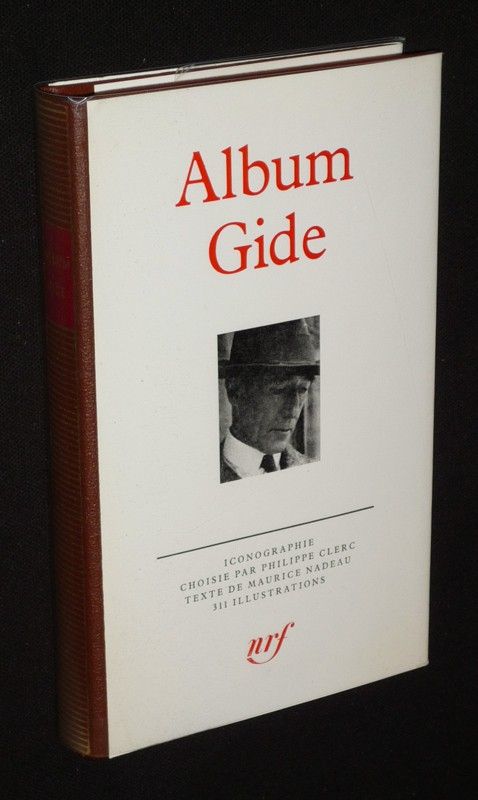 Album
Gide
ICONOGRAPHIE
CHOISIE PAR PHILIPPE CLERC
TEXTE DE MAURICE NADEAU
311 ILLUSTRATIONS
nrf